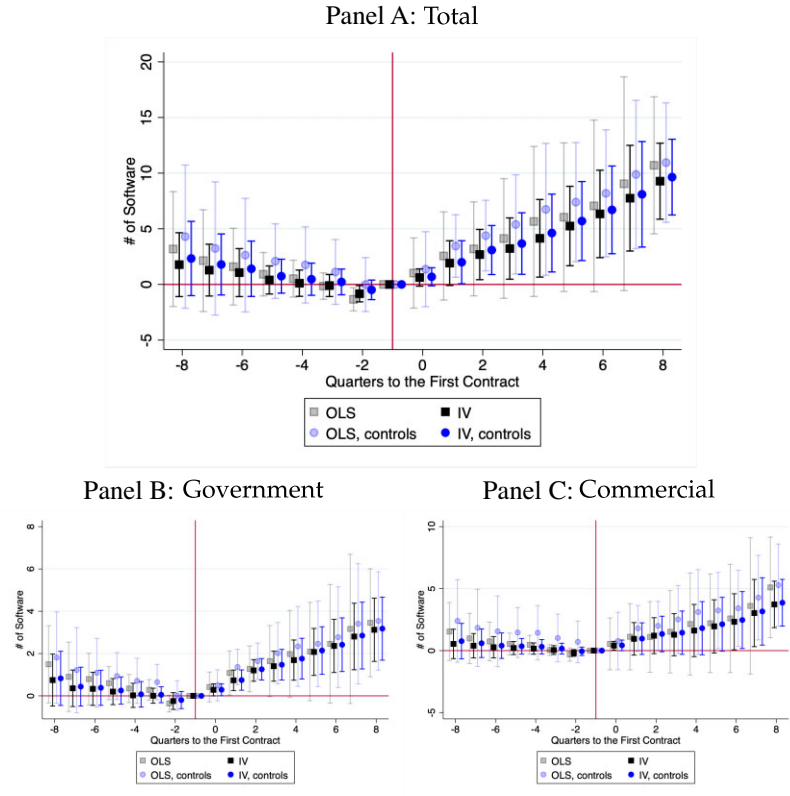 Panel A: Total
20
15
10
5
0
-5
# of Software
-8 -6 -4 -2 0 2 4 6 8
Quarters to the First Contract
OLS IV
OLS, controls IV, controls
Panel B: Government
8
6
4
2
0
# of Software
-8 -6 -4 -2 0 2 4 6 8
Quarters to the First Contract
OLS IV
OLS, controls IV, controls
Panel C: Commercial
10
5
0
-5
# of Software
-8 -6 -4 -2 0 2 4 6 8
Quarters to the First Contract
OLS IV
OLS, controls IV, controls